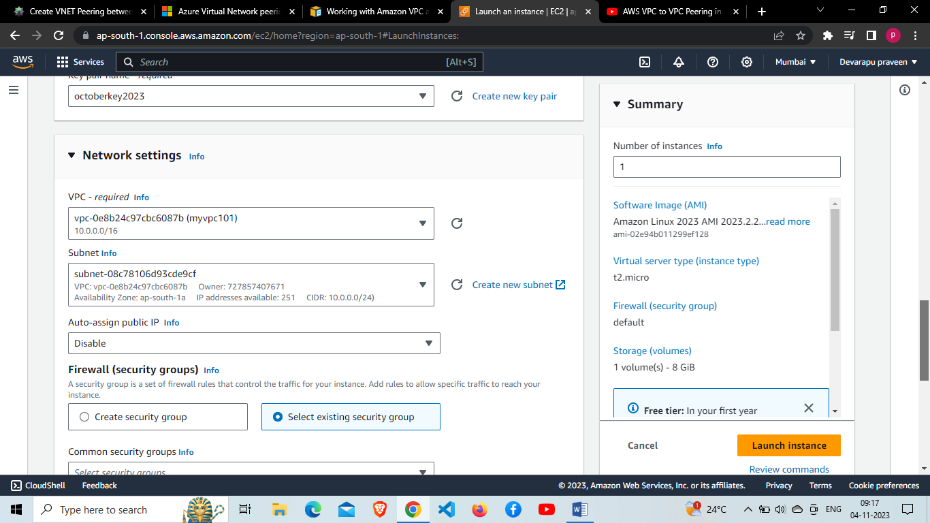 Create VNET Peering between
Azure Virtual Network peeri
Working with Amazon VPC a
Launch an instance | EC2 | ap
AWS VPC to VPC Peering in
ap-south-1.console.aws.amazon.com/ec2/home?region=ap-south-1#LaunchInstances:
p
aws
Services
Search
[Alt+S]
Mumbai
Devarapu praveen
Key pair name - required
octoberkey2023
Create new key pair
Network settings Info
VPC - required Info
vpc-0e8b24c97cbc6087b (myvpc101)
10.0.0.0/16
Subnet Info
subnet-08c78106d93cde9cf
VPC: vpc-0e8b24c97cbc6087b Owner: 727857407671
Availability Zone: ap-south-1a IP addresses available: 251 CIDR: 10.0.0.0/24)
Create new subnet
Auto-assign public IP Info
Disable
Firewall (security groups) Info
A security group is a set of firewall rules that control the traffic for your instance. Add rules to allow specific traffic to reach your
instance.
Create security group
Select existing security group
Common security groups Info
Select security groups
Summary
Number of instances Info
1
Software Image (AMI)
Amazon Linux 2023 AMI 2023.2.2...read more
ami-02e94b011299ef128
Virtual server type (instance type)
t2.micro
Firewall (security group)
default
Storage (volumes)
1 volume(s) - 8 GiB
Free tier: In your first year
Cancel
Launch instance
Review commands
CloudShell
Feedback
© 2023, Amazon Web Services, Inc. or its affiliates.
Privacy
Terms
Cookie preferences
Type here to search
24°C
ENG
09:17
04-11-2023